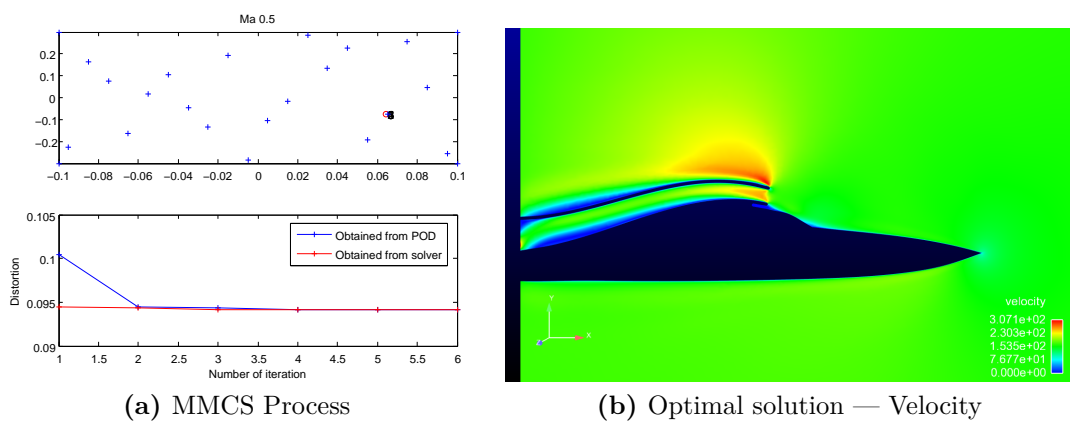 Ma 0.5
0.2
0.1
0
−0.1
−0.2
−0.1 −0.08 −0.06 −0.04 −0.02 0 0.02 0.04 0.06 0.08 0.1
0.105
0.1
0.095
0.09
Distortion
Obtained from POD
Obtained from solver
1 1.5 2 2.5 3 3.5 4 4.5 5 5.5 6
Number of iteration
(a) MMCS Process
Y
X
velocity
3.071e+02
2.303e+02
1.535e+02
7.677e+01
0.000e+00
(b) Optimal solution — Velocity